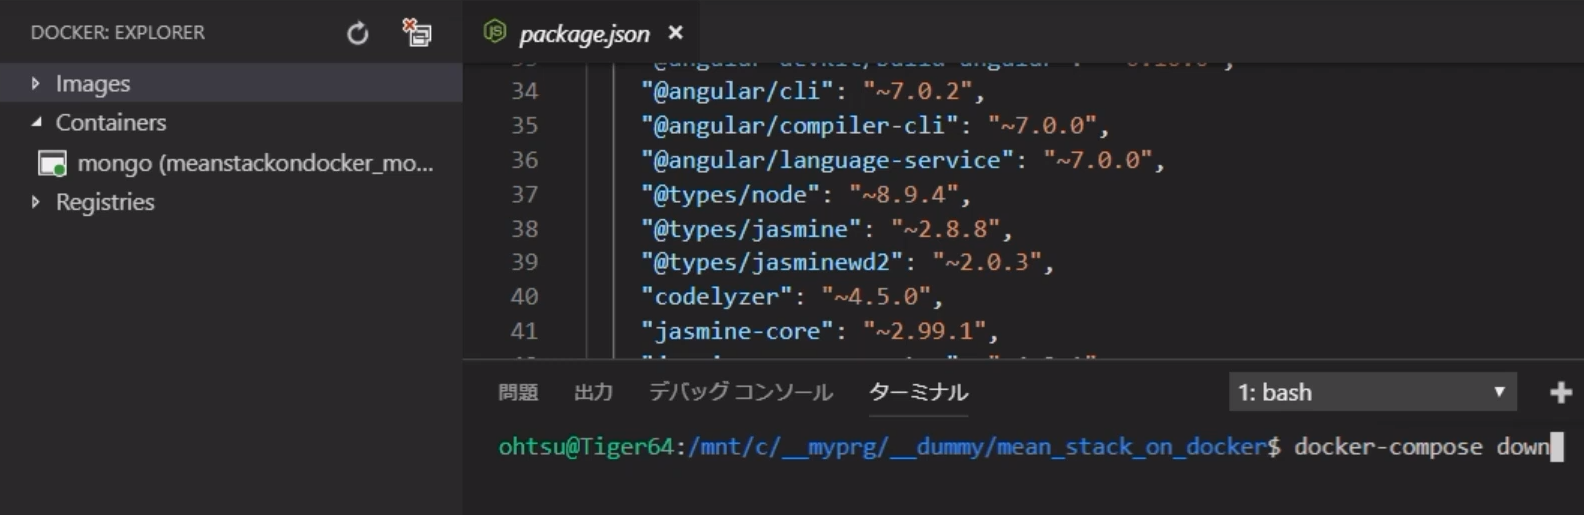 DOCKER: EXPLORER
Images
Containers
mongo (meanstackondocker_mo...
Registries
package.json
34 "@angular/cli": "~7.0.2",
35 "@angular/compiler-cli": "~7.0.0",
36 "@angular/language-service": "~7.0.0",
37 "@types/node": "~8.9.4",
38 "@types/jasmine": "~2.8.8",
39 "@types/jasminewd2": "~2.0.3",
40 "codelyzer": "~4.5.0",
41 "jasmine-core": "~2.99.1",
問題 出力 デバッグ コンソール ターミナル 1: bash
ohtsu@Tiger64:/mnt/c/__myprg/__dummy/mean_stack_on_docker$ docker-compose down